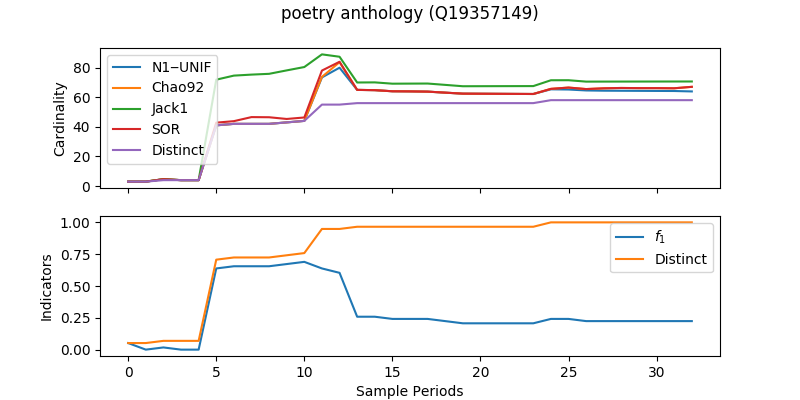 poetry anthology (Q19357149)
Cardinality
80
60
40
20
0
N1−UNIF
Chao92
Jack1
SOR
Distinct
Indicators
1.00
0.75
0.50
0.25
0.00
f1
Distinct
0 5 10 15 20 25 30
Sample Periods